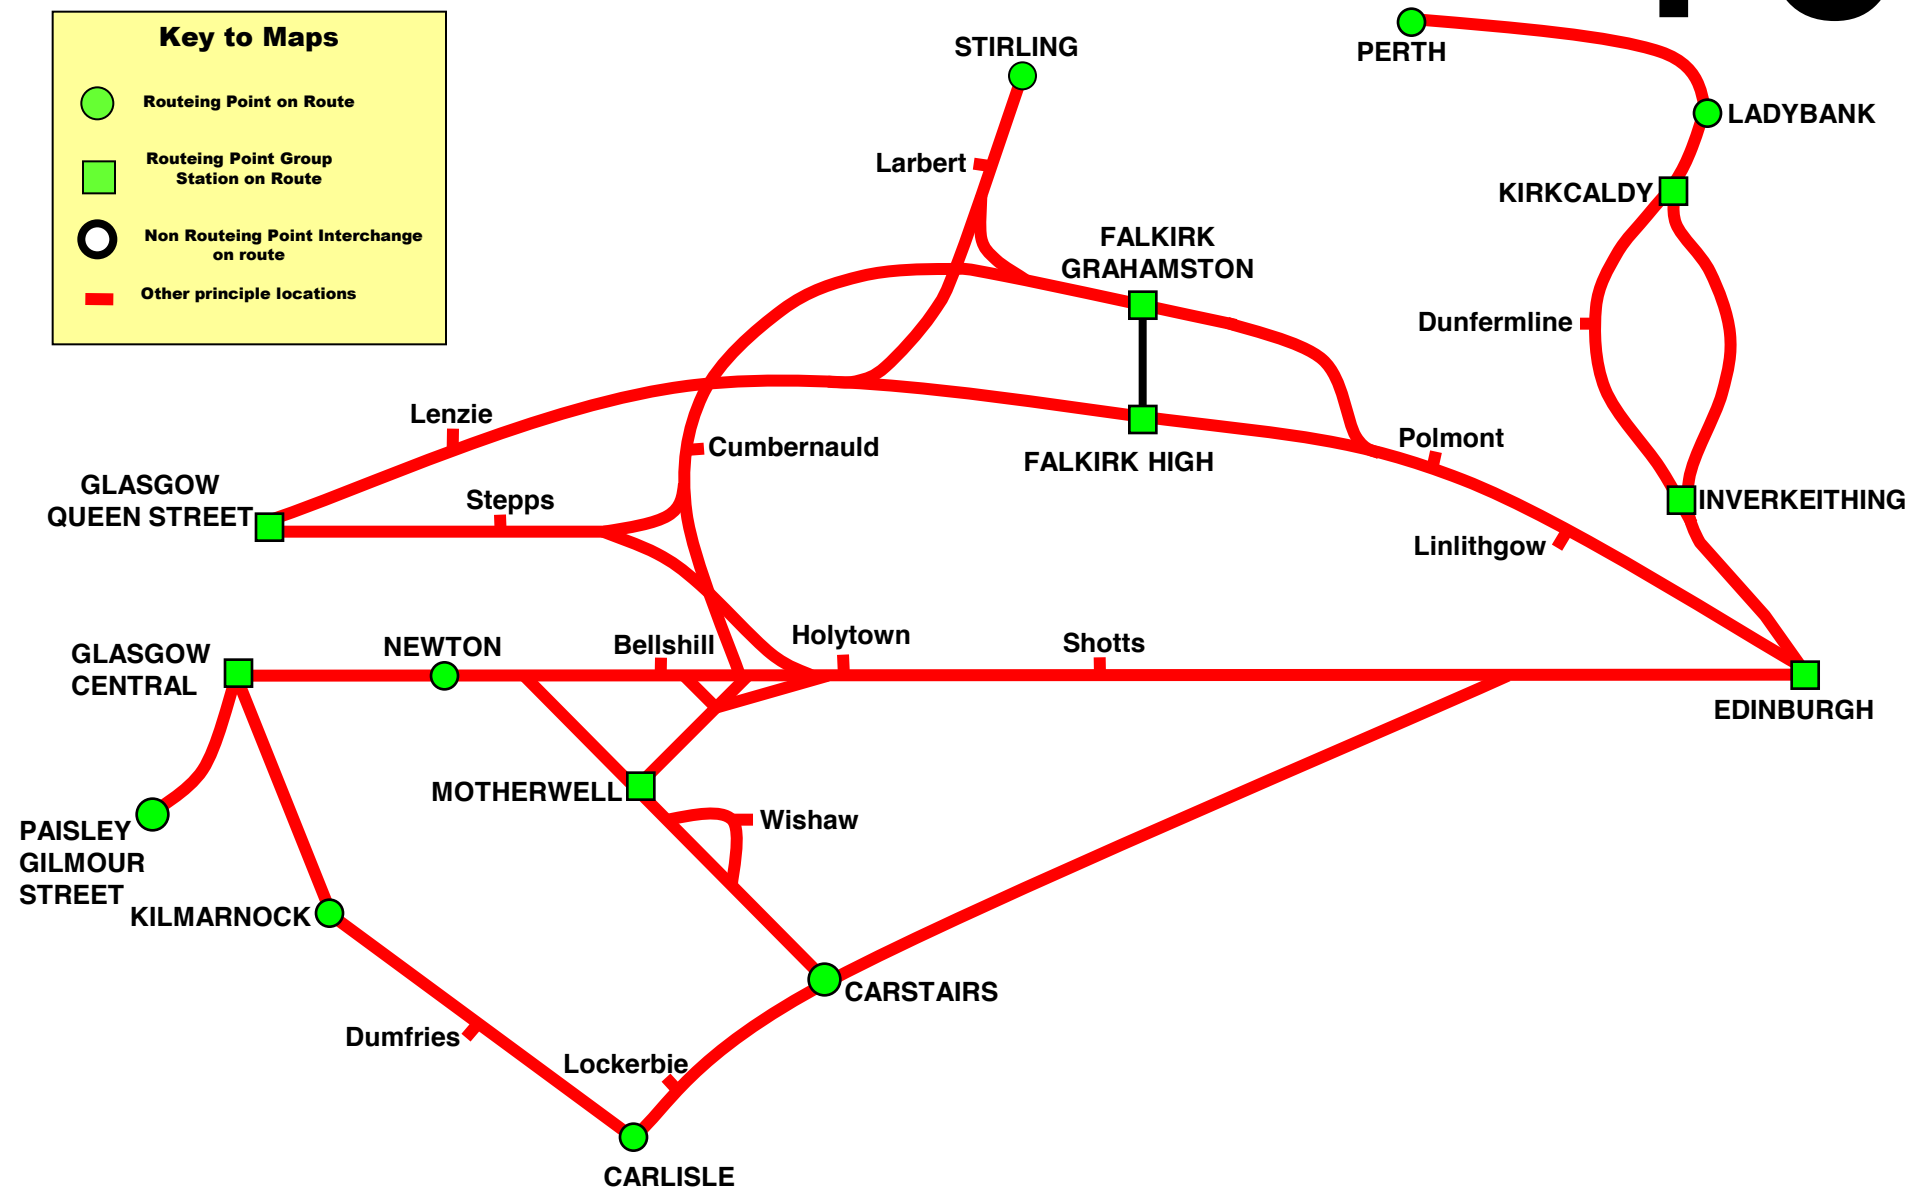 Key to Maps
Routeing Point on Route
Routeing Point Group
Station on Route
Non Routeing Point Interchange
on route
Other principle locations
STIRLING
PERTH
LADYBANK
Larbert
KIRKCALDY
FALKIRK
GRAHAMSTON
Dunfermline
Lenzie
Cumbernauld
FALKIRK HIGH
Polmont
GLASGOW
QUEEN STREET
Stepps
INVERKEITHING
Linlithgow
GLASGOW
CENTRAL
NEWTON
Bellshill
Holytown
Shotts
EDINBURGH
MOTHERWELL
Wishaw
PAISLEY
GILMOUR
STREET
KILMARNOCK
CARSTAIRS
Dumfries
Lockerbie
CARLISLE